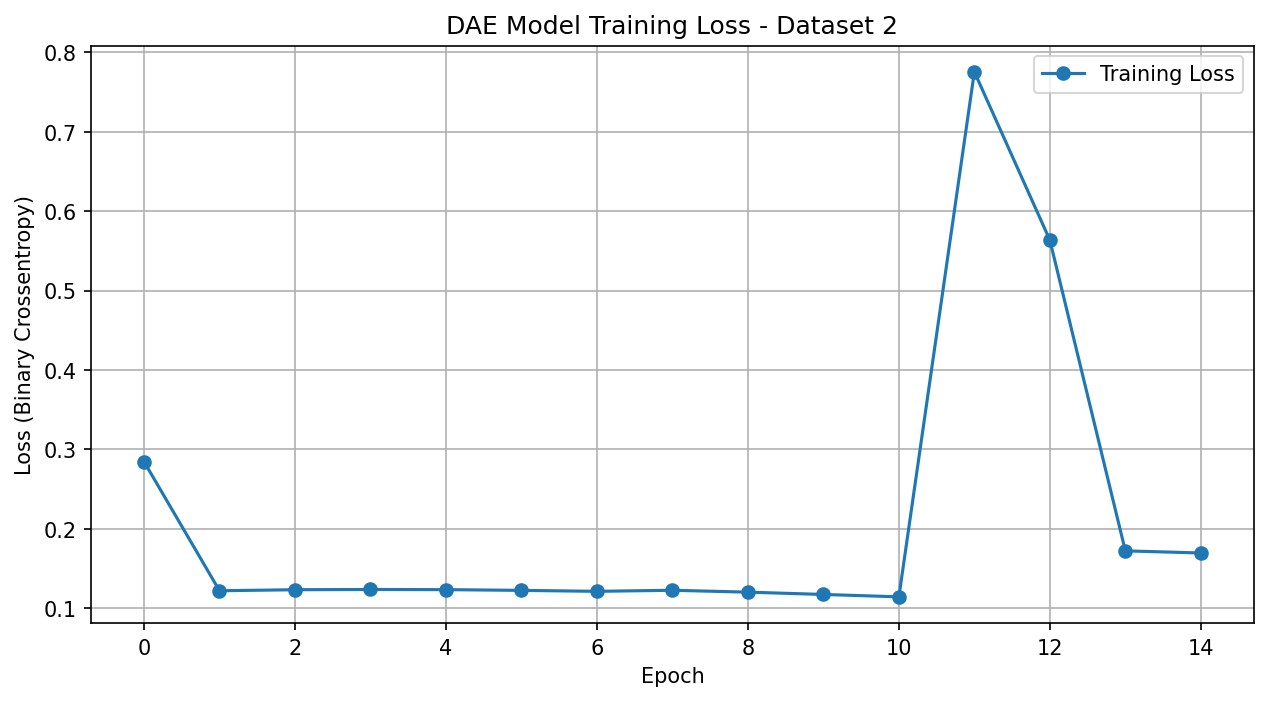 DAE Model Training Loss - Dataset 2
Training Loss
Loss (Binary Crossentropy)
0.8
0.7
0.6
0.5
0.4
0.3
0.2
0.1
0 2 4 6 8 10 12 14
Epoch